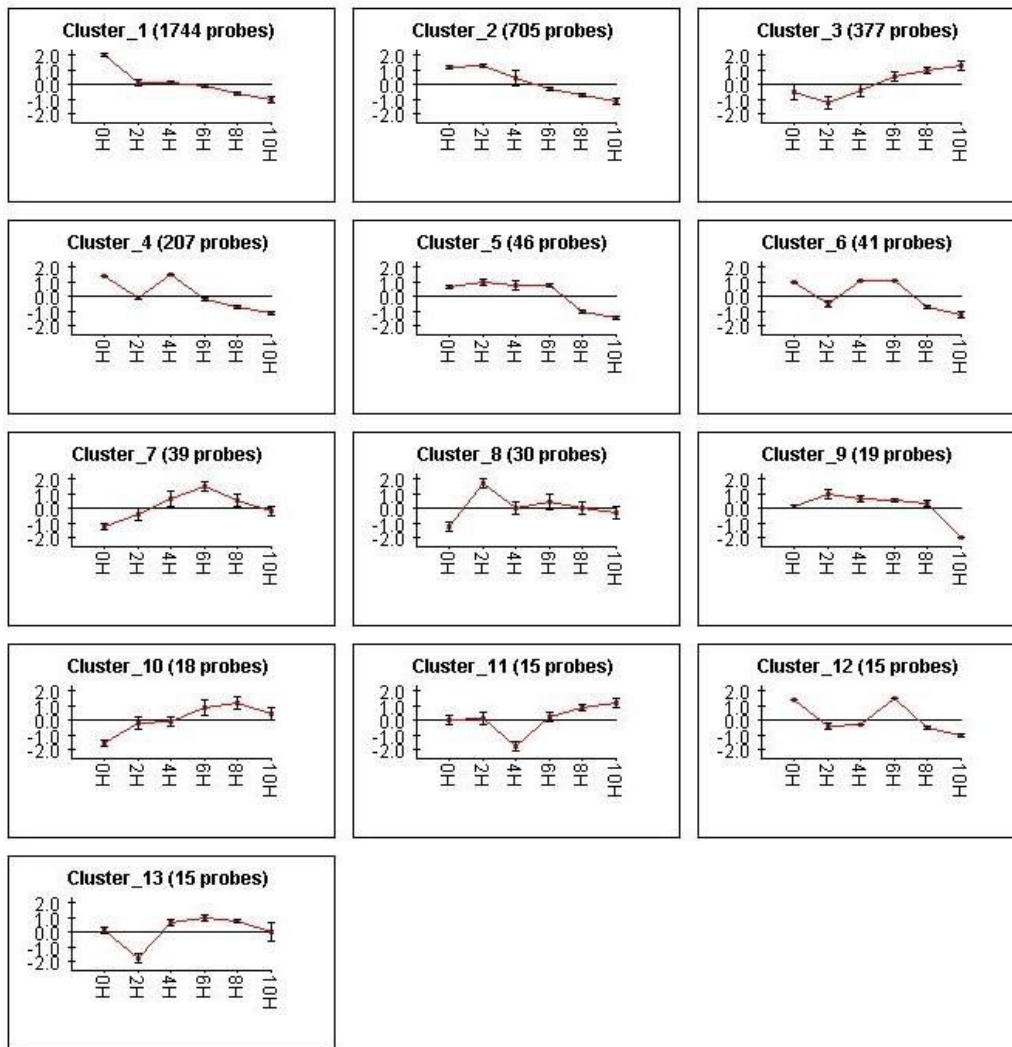 Cluster_1 (1744 probes)
2.0
1.0
0.0
-1.0
-2.0
0H 2H 4H 6H 8H 10H
Cluster_2 (705 probes)
2.0
1.0
0.0
-1.0
-2.0
0H 2H 4H 6H 8H 10H
Cluster_3 (377 probes)
2.0
1.0
0.0
-1.0
-2.0
0H 2H 4H 6H 8H 10H
Cluster_4 (207 probes)
2.0
1.0
0.0
-1.0
-2.0
0H 2H 4H 6H 8H 10H
Cluster_5 (46 probes)
2.0
1.0
0.0
-1.0
-2.0
0H 2H 4H 6H 8H 10H
Cluster_6 (41 probes)
2.0
1.0
0.0
-1.0
-2.0
0H 2H 4H 6H 8H 10H
Cluster_7 (39 probes)
2.0
1.0
0.0
-1.0
-2.0
0H 2H 4H 6H 8H 10H
Cluster_8 (30 probes)
2.0
1.0
0.0
-1.0
-2.0
0H 2H 4H 6H 8H 10H
Cluster_9 (19 probes)
2.0
1.0
0.0
-1.0
-2.0
0H 2H 4H 6H 8H 10H
Cluster_10 (18 probes)
2.0
1.0
0.0
-1.0
-2.0
0H 2H 4H 6H 8H 10H
Cluster_11 (15 probes)
2.0
1.0
0.0
-1.0
-2.0
0H 2H 4H 6H 8H 10H
Cluster_12 (15 probes)
2.0
1.0
0.0
-1.0
-2.0
0H 2H 4H 6H 8H 10H
Cluster_13 (15 probes)
2.0
1.0
0.0
-1.0
-2.0
0H 2H 4H 6H 8H 10H